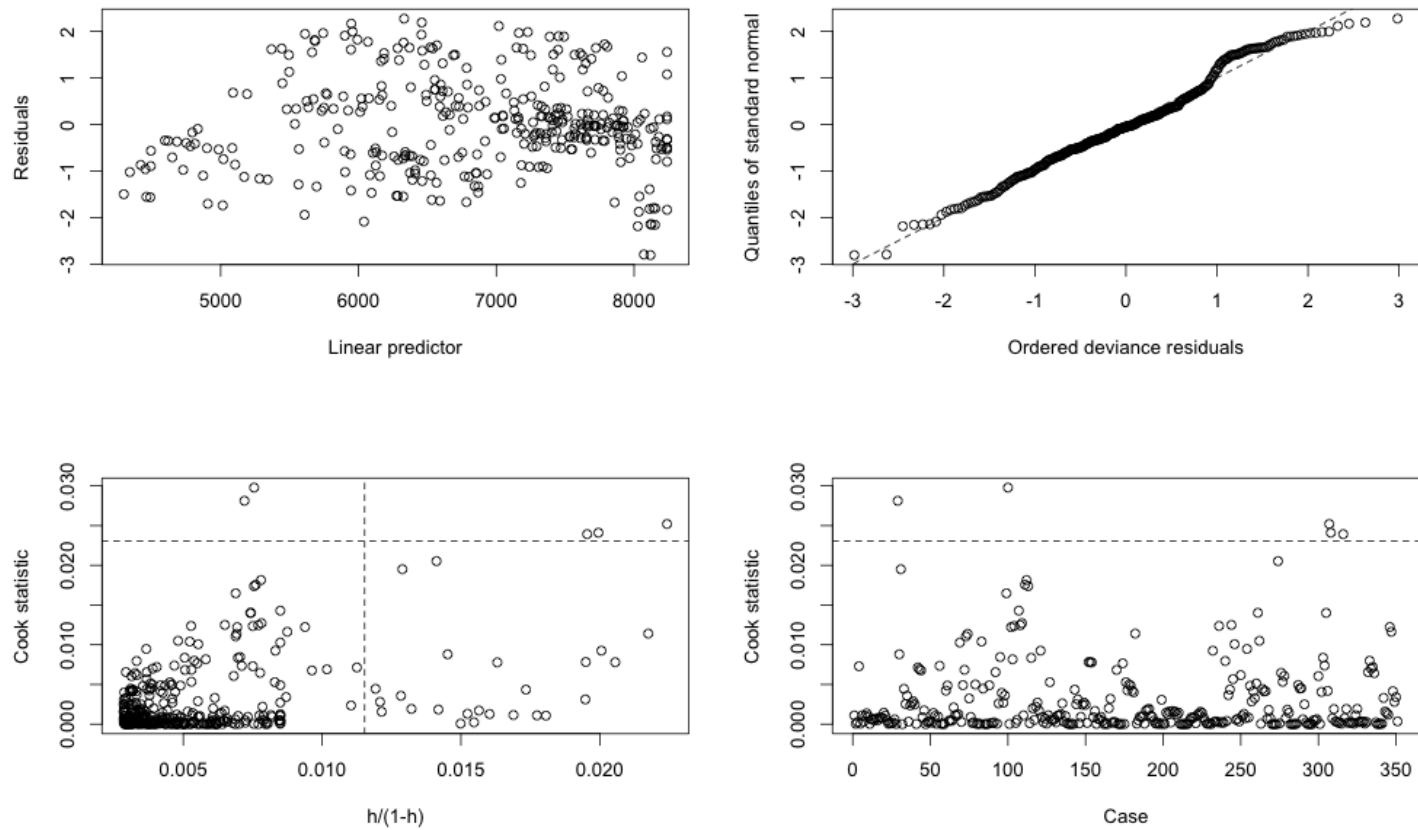 Residuals
2
1
0
-1
-2
-3
5000 6000 7000 8000
Linear predictor
Quantiles of standard normal
2
1
0
-1
-2
-3
-3 -2 -1 0 1 2 3
Ordered deviance residuals
Cook statistic
0.030
0.020
0.010
0.000
0.005 0.010 0.015 0.020
h/(1-h)
Cook statistic
0.030
0.020
0.010
0.000
0 50 100 150 200 250 300 350
Case